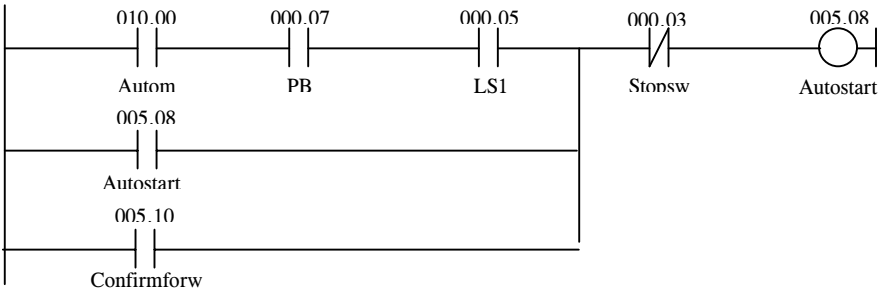 010.00 000.07 000.05 000.03 005.08
Autom PB LS1 Stopsw Autostart
005.08
Autostart
005.10
Confirmforw